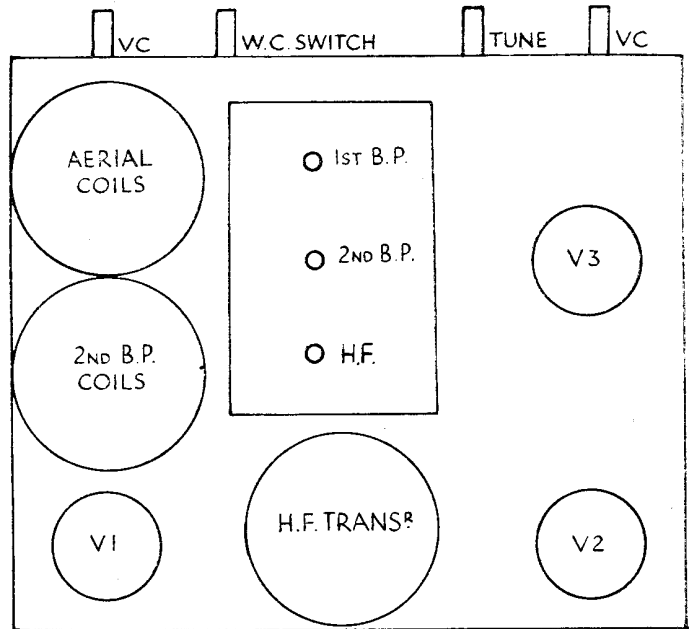 VC
W.C. SWITCH
TUNE
VC
AERIAL
COILS
1ST B.P.
2ND B.P.
H.F.
V3
2ND B.P.
COILS
V1
H.F. TRANSR
V2